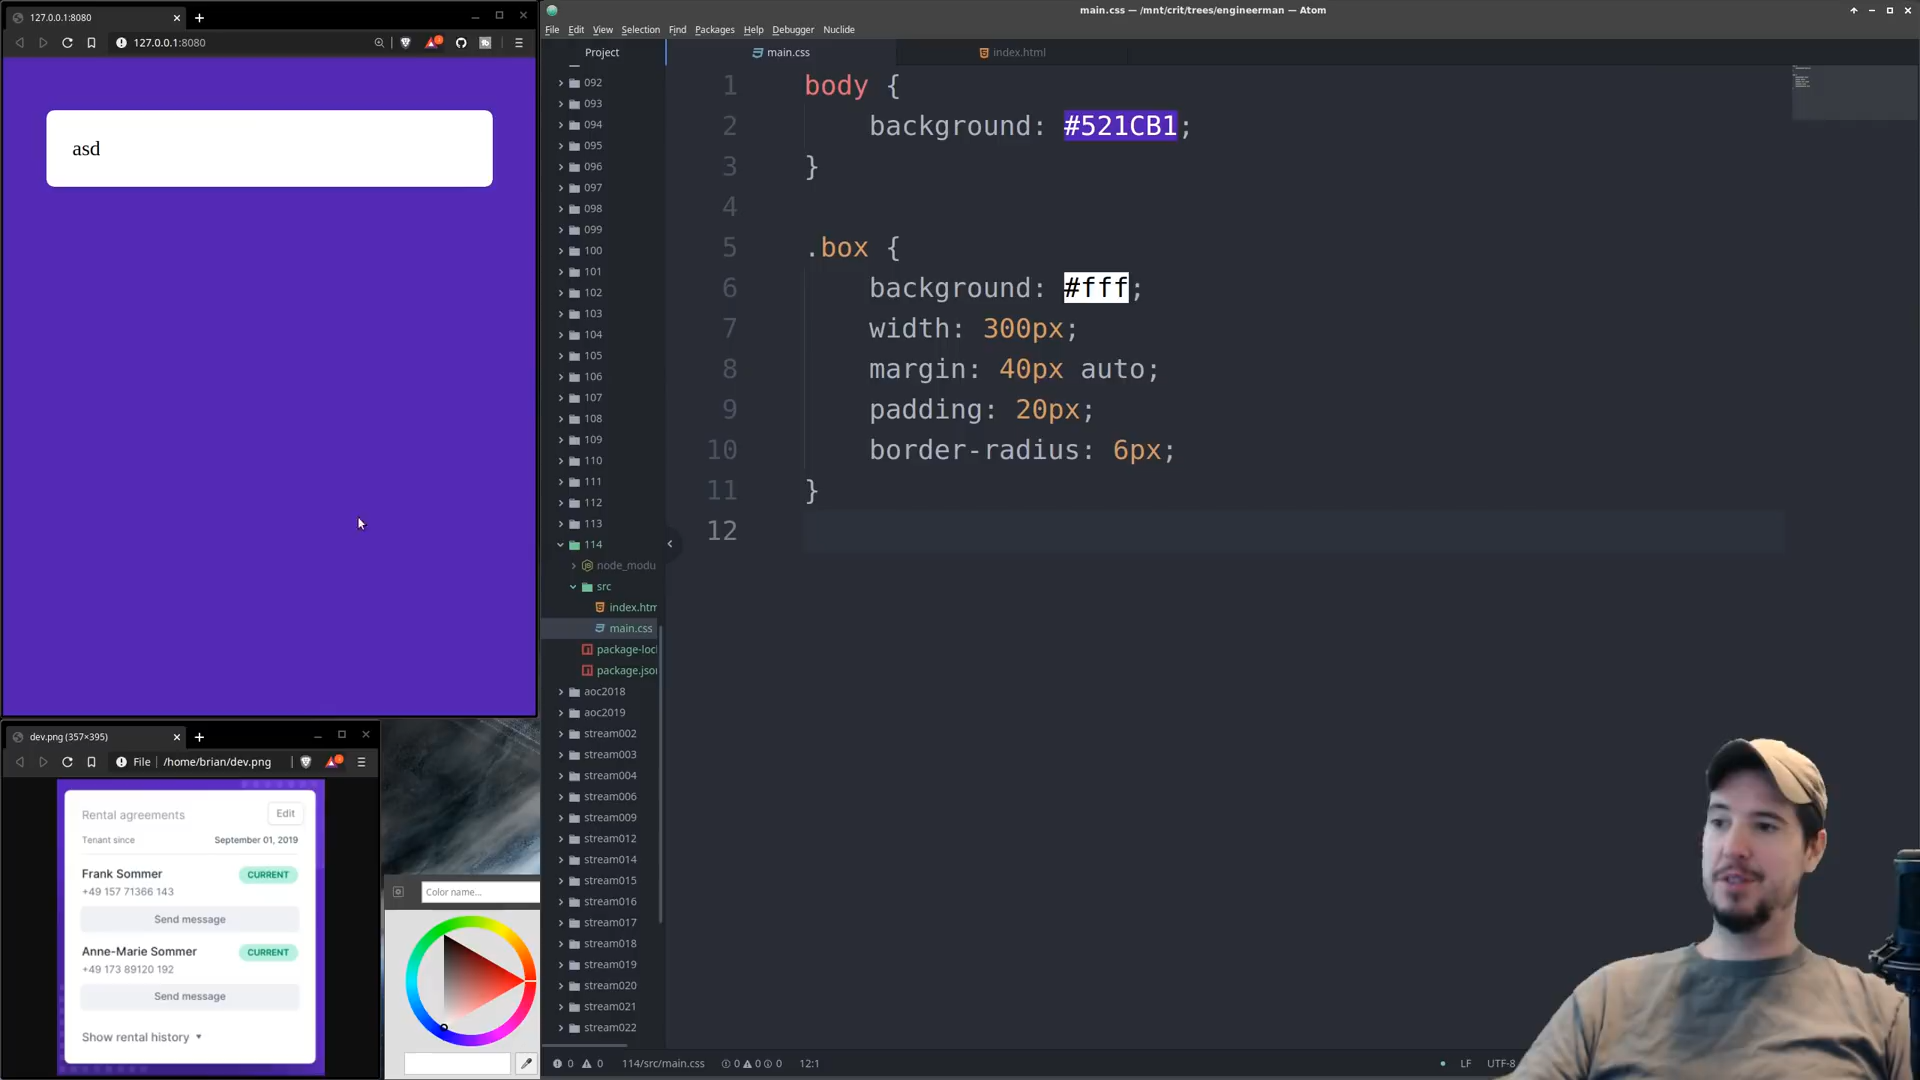 127.0.0.1:8080
127.0.0.1:8080
asd
dev.png (357×395)
File
/home/brian/dev.png
Rental agreements
Edit
Tenant since
September 01, 2019
Frank Sommer
CURRENT
+49 157 71366 143
Send message
Anne-Marie Sommer
CURRENT
+49 173 89120 192
Send message
Show rental history
Color name...
main.css — /mnt/crit/trees/engineerman — Atom
File Edit View Selection Find Packages Help Debugger Nuclide
Project
092
093
094
095
096
097
098
099
100
101
102
103
104
105
106
107
108
109
110
111
112
113
114
node_modu
src
index.htm
main.css
package-loc
package.json
aoc2018
aoc2019
stream002
stream003
stream004
stream006
stream009
stream012
stream014
stream015
stream016
stream017
stream018
stream019
stream020
stream021
stream022
main.css
index.html
1 body {
2 background: #521CB1;
3 }
4
5 .box {
6 background: #fff;
7 width: 300px;
8 margin: 40px auto;
9 padding: 20px;
10 border-radius: 6px;
11 }
12
0 0 114/src/main.css 0 0 0 12:1
LF UTF-8